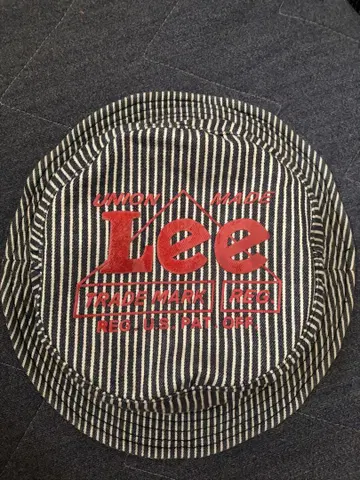 UNION MADE
Lee
TRADE MARK REG.
REG. U.S. PAT. OFF.